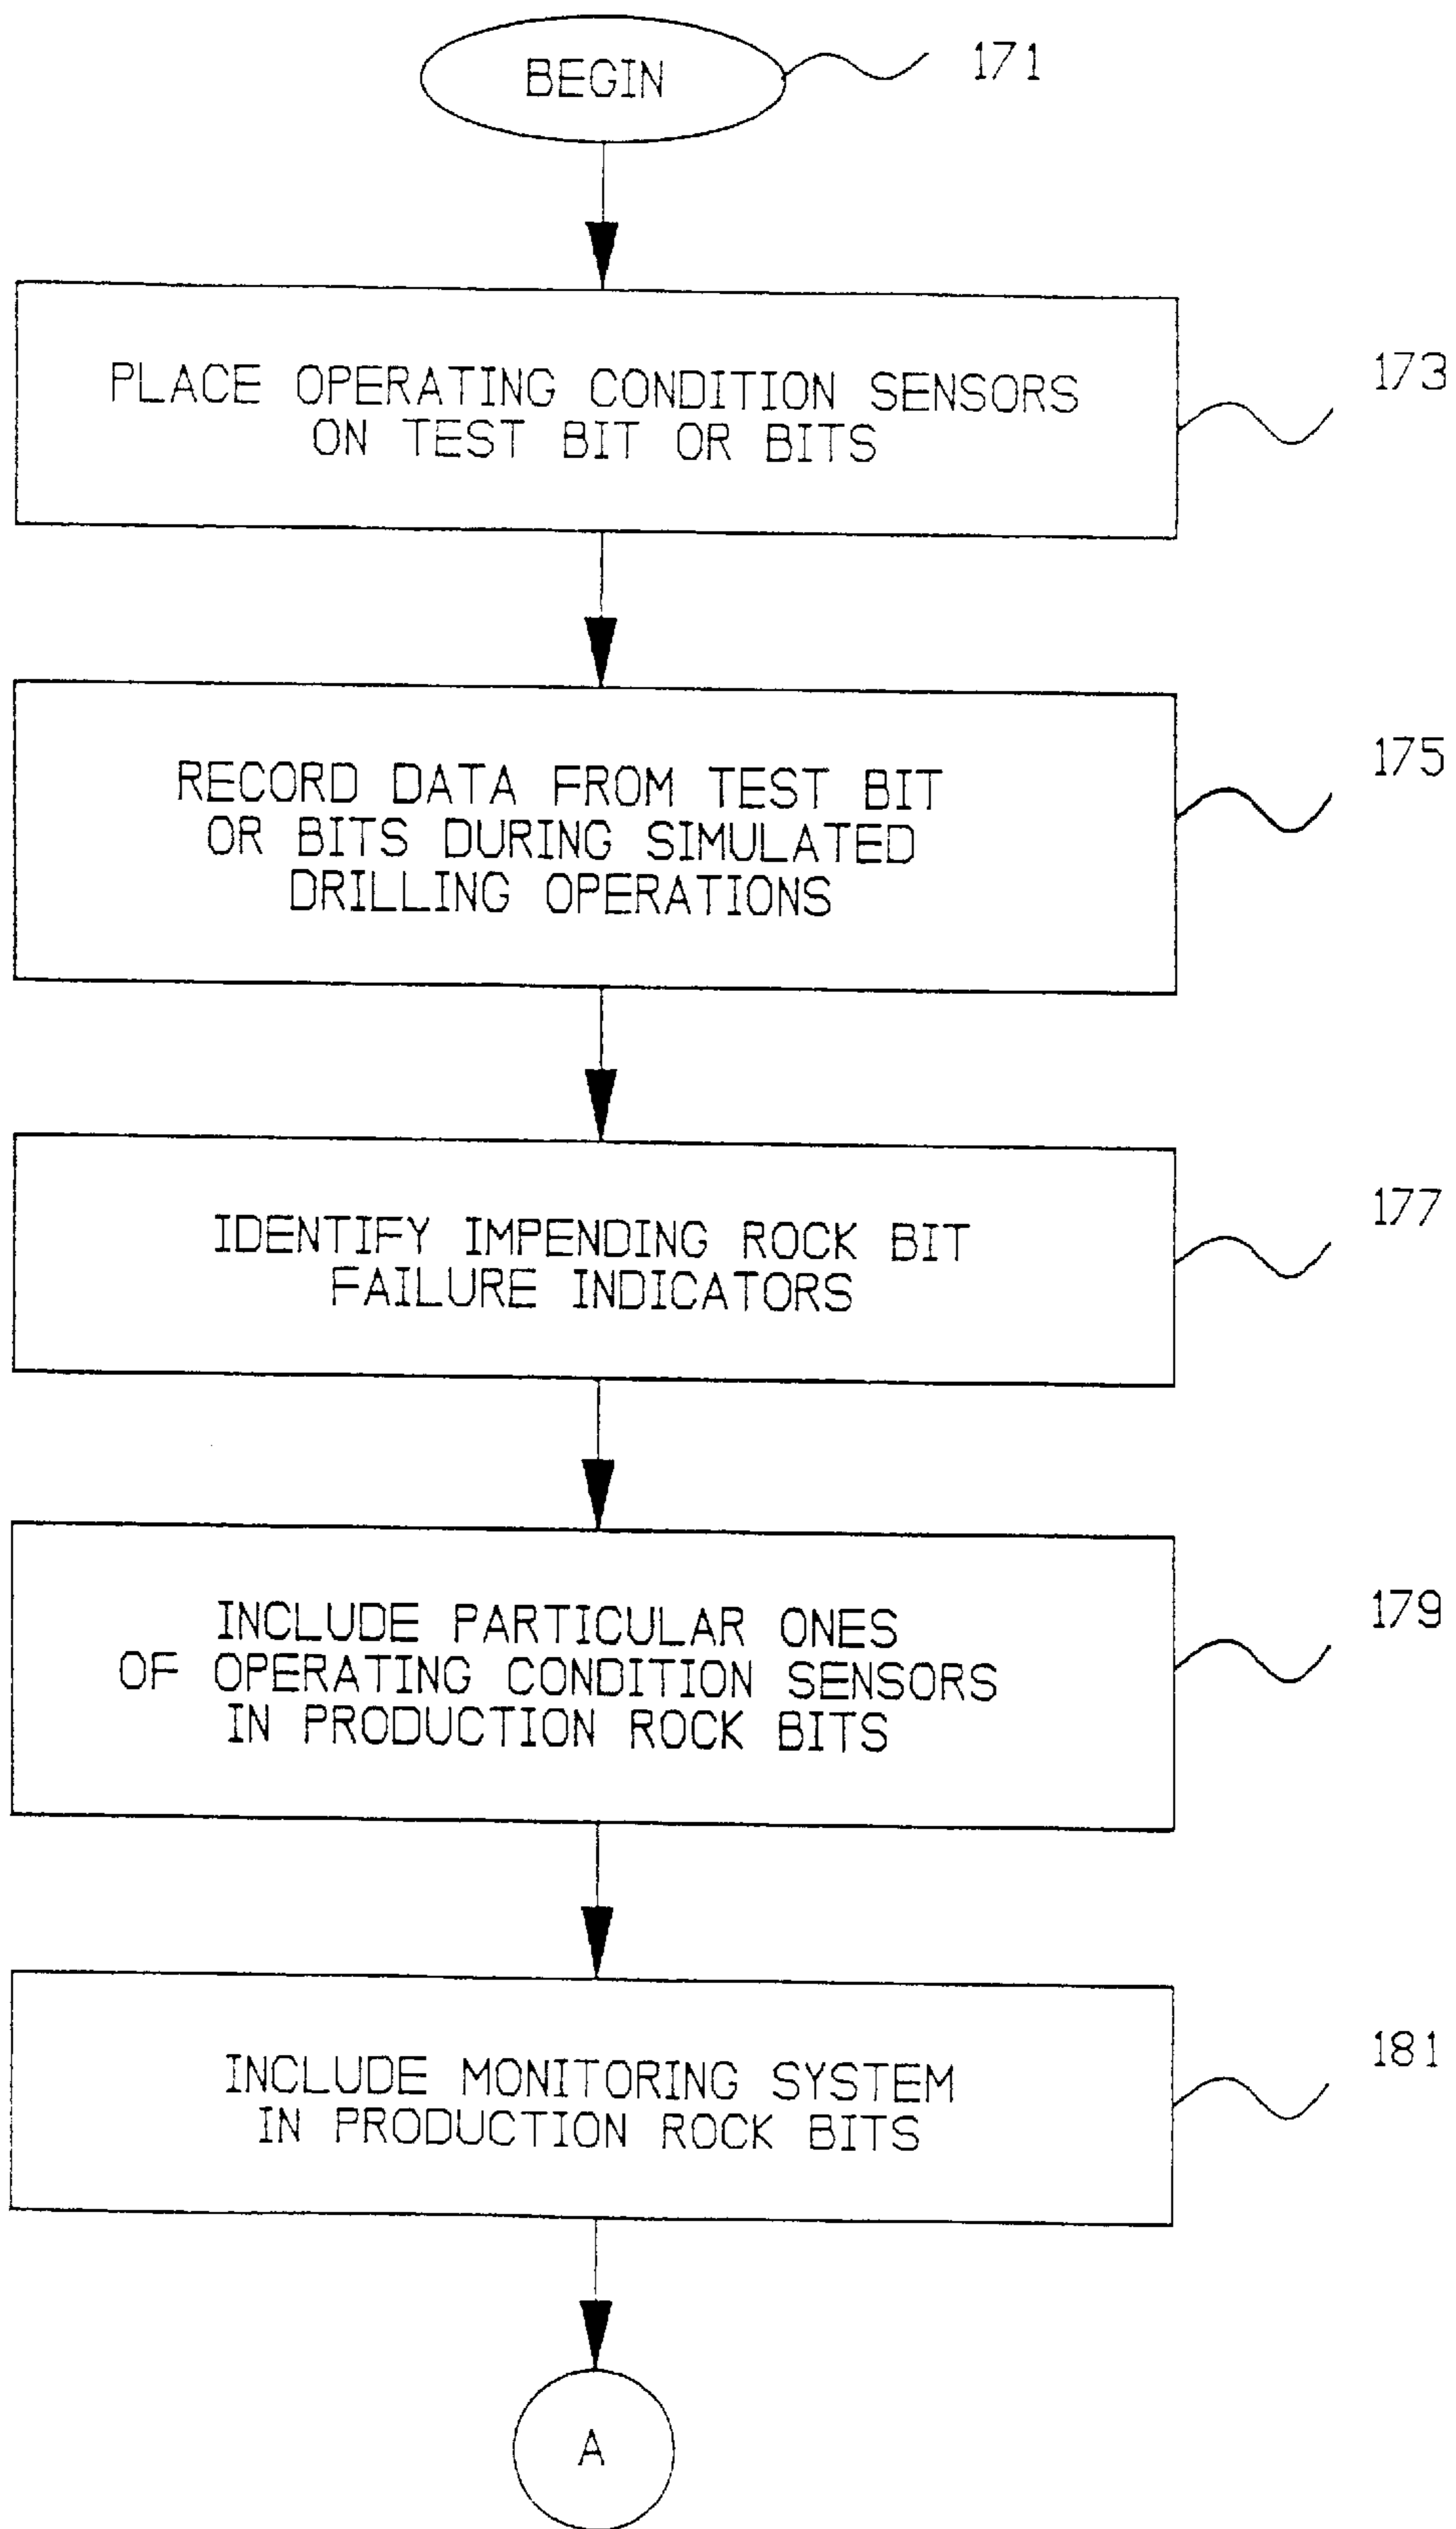 BEGIN
171
PLACE OPERATING CONDITION SENSORS
ON TEST BIT OR BITS
173
RECORD DATA FROM TEST BIT
OR BITS DURING SIMULATED
DRILLING OPERATIONS
175
IDENTIFY IMPENDING ROCK BIT
FAILURE INDICATORS
177
INCLUDE PARTICULAR ONES
OF OPERATING CONDITION SENSORS
IN PRODUCTION ROCK BITS
179
INCLUDE MONITORING SYSTEM
IN PRODUCTION ROCK BITS
181
A